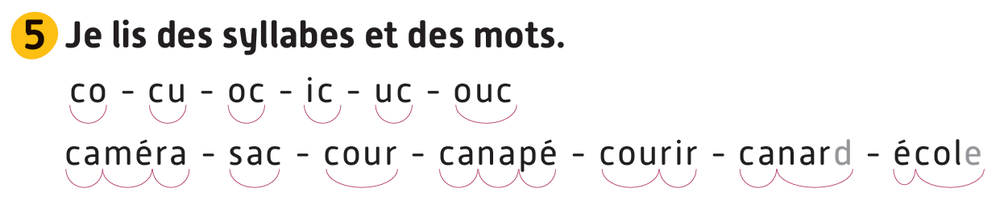 5 Je lis des syllabes et des mots.
co - cu - oc - ic - uc - ouc
caméra - sac - cour - canapé - courir - canard - école